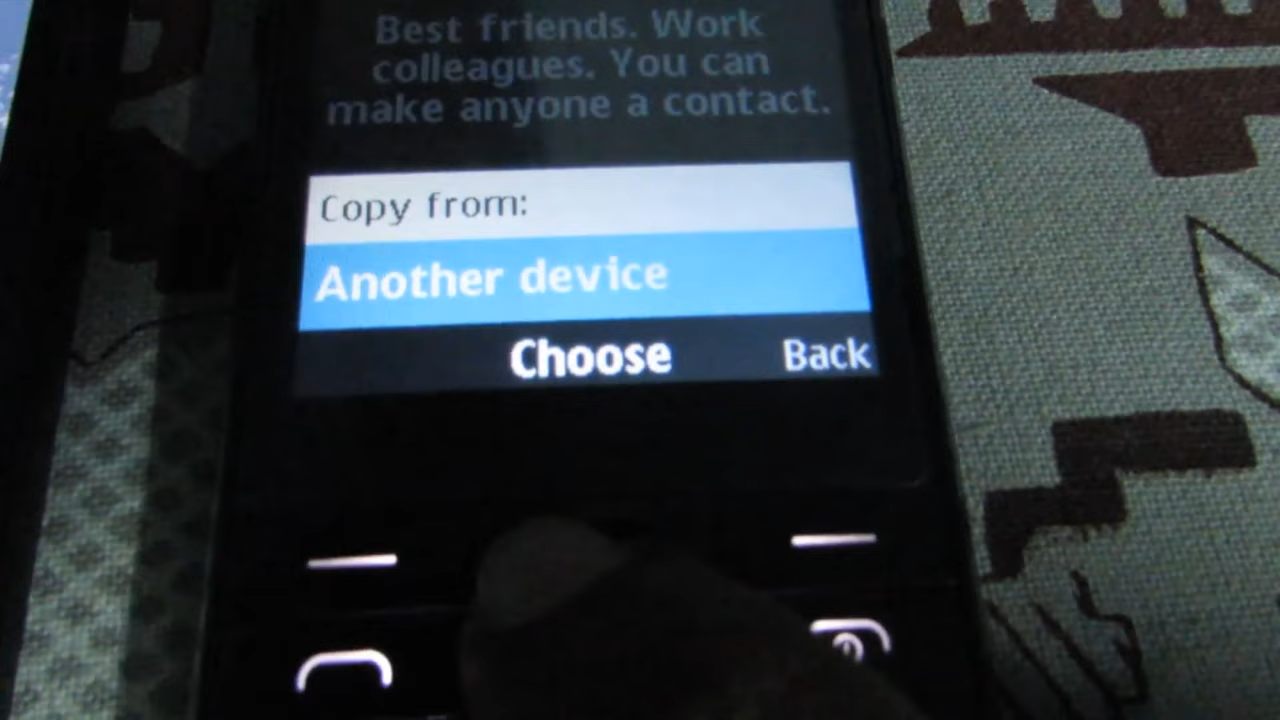 Best friends. Work
colleagues. You can
make anyone a contact.
Copy from:
Another device
Choose Back